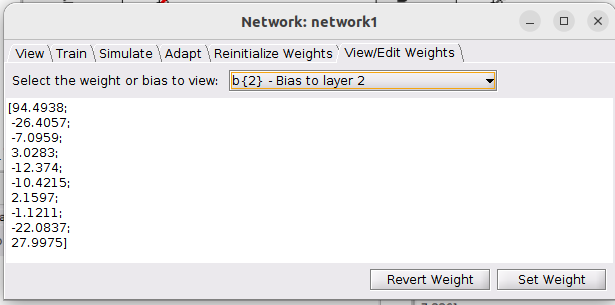 Network: network1
View Train Simulate Adapt Reinitialize Weights View/Edit Weights
Select the weight or bias to view: b{2} - Bias to layer 2
[94.4938;
-26.4057;
-7.0959;
3.0283;
-12.374;
-10.4215;
2.1597;
-1.1211;
-22.0837;
27.9975]
Revert Weight Set Weight